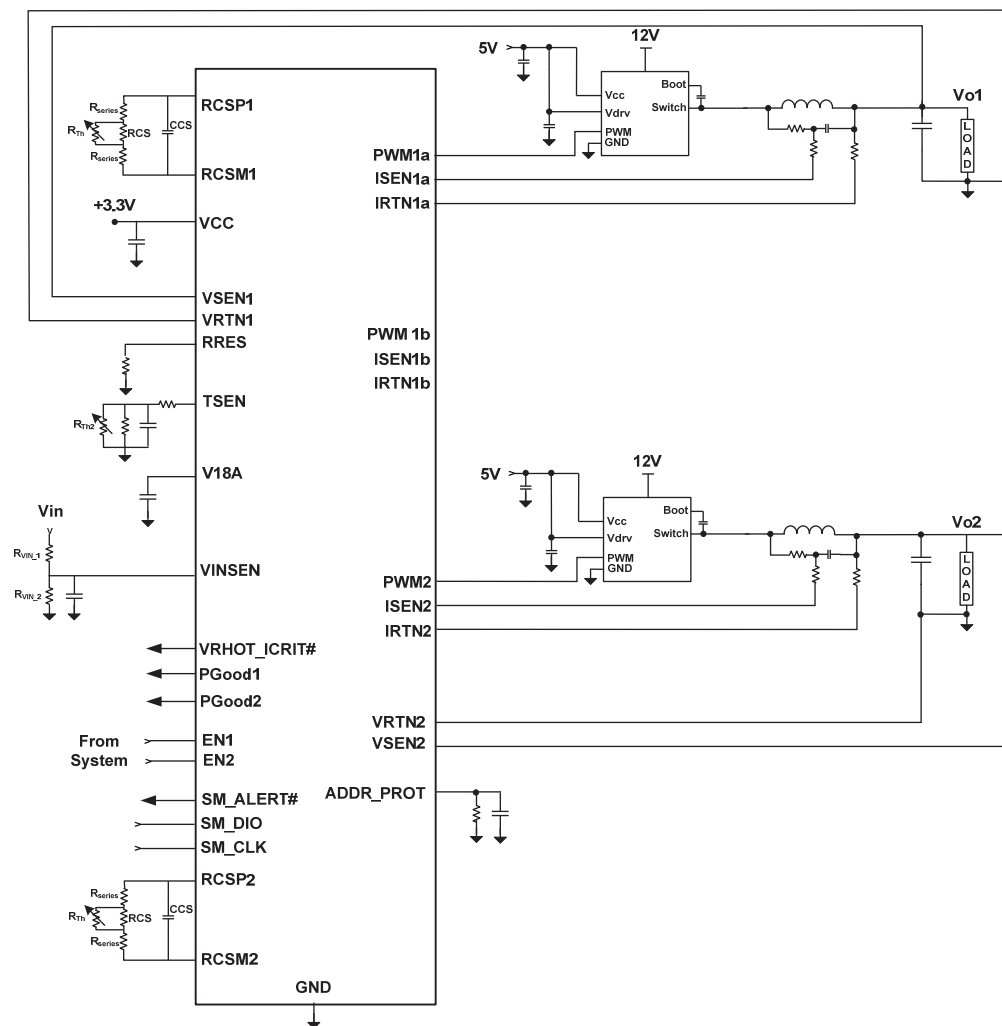 RCSP1
Rseries
RTh
RCS
CCS
Rseries
RCSM1
+3.3V
VCC
VSEN1
VRTN1
RRES
TSEN
RTh2
V18A
Vin
RVIN_1
VINSEN
RVIN_2
VRHOT_ICRIT#
PGood1
PGood2
From
System
EN1
EN2
SM_ALERT#
SM_DIO
SM_CLK
RCSP2
Rseries
RTh
RCS
CCS
Rseries
RCSM2
GND
PWM1a
ISEN1a
IRTN1a
PWM1b
ISEN1b
IRTN1b
PWM2
ISEN2
IRTN2
VRTN2
VSEN2
ADDR_PROT
5V
12V
Boot
Vcc
Switch
Vdrv
PWM
GND
Vo1
LOAD
5V
12V
Boot
Vcc
Switch
Vdrv
PWM
GND
Vo2
LOAD